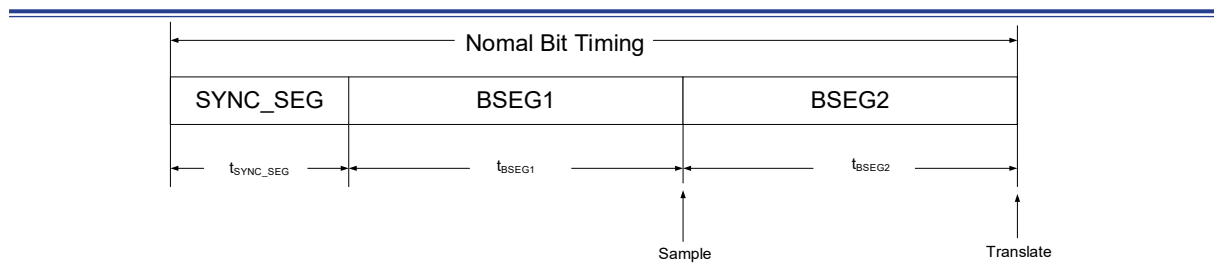 Nomal Bit Timing
SYNC_SEG BSEG1 BSEG2
tSYNC_SEG tBSEG1 tBSEG2
Sample Translate